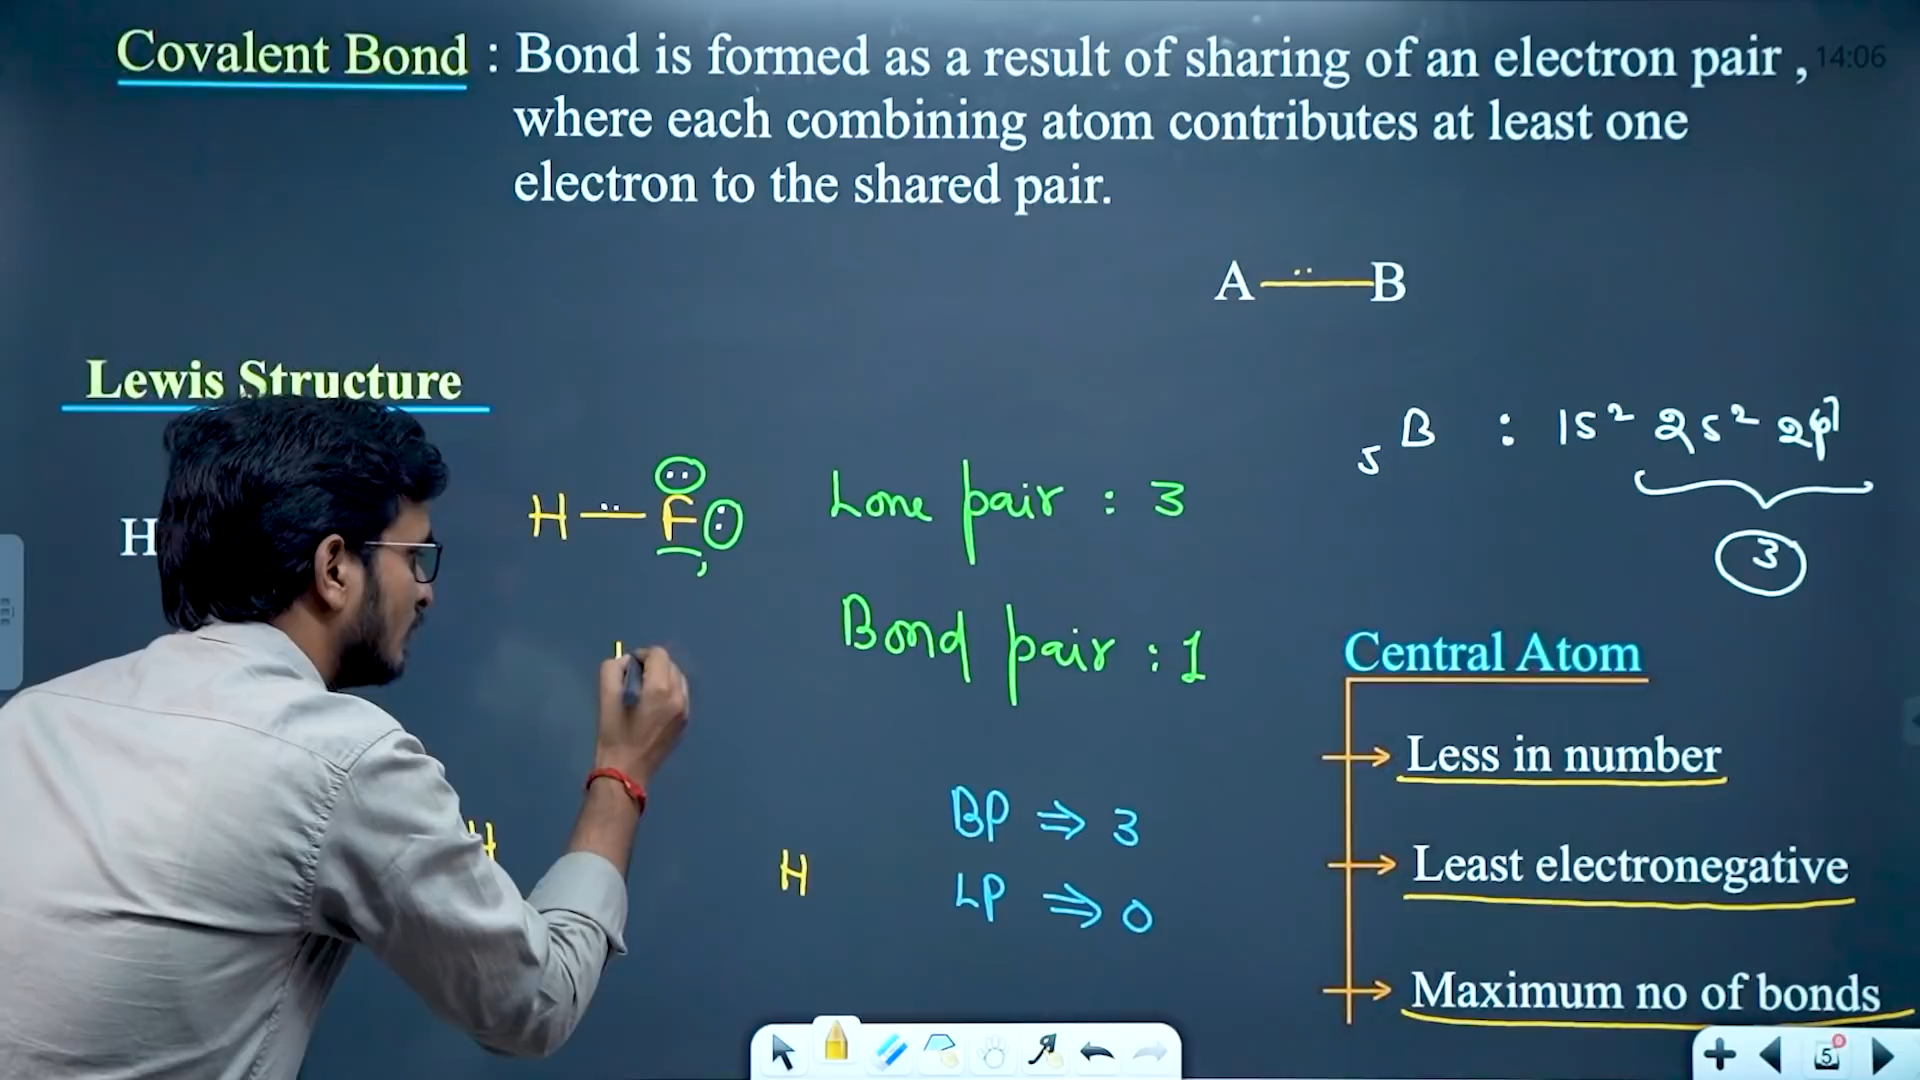 Covalent Bond : Bond is formed as a result of sharing of an electron pair , 14:06
where each combining atom contributes at least one
electron to the shared pair.
A — B
Lewis Structure
₅B : 1s² 2s² 2p¹
3
H
H — F
Lone pair : 3
Bond pair : 1
Central Atom
Less in number
Least electronegative
Maximum no of bonds
BP ⇒ 3
LP ⇒ 0
H
H
5